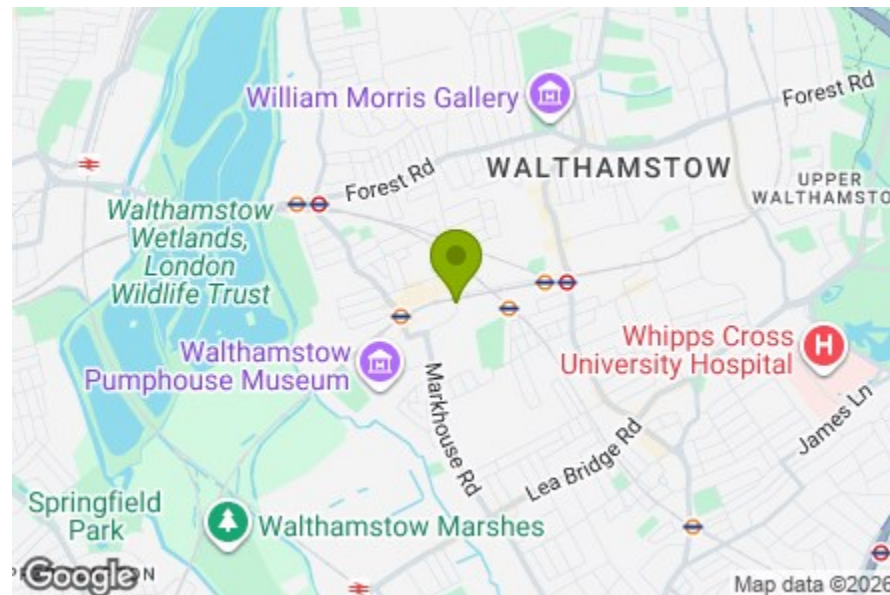 William Morris Gallery
Forest Rd
WALTHAMSTOW
Forest Rd
UPPER
WALTHAMSTO
Walthamstow
Wetlands,
London
Wildlife Trust
Whipps Cross
University Hospital
Walthamstow
Pumphouse Museum
Markhouse Rd
James Ln
Lea Bridge Rd
Springfield
Park
Walthamstow Marshes
Google
ON
Map data ©2026